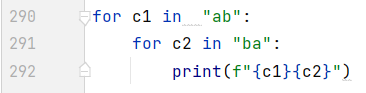 290 for c1 in  "ab":
291     for c2 in "ba":
292         print(f"{c1}{c2}")